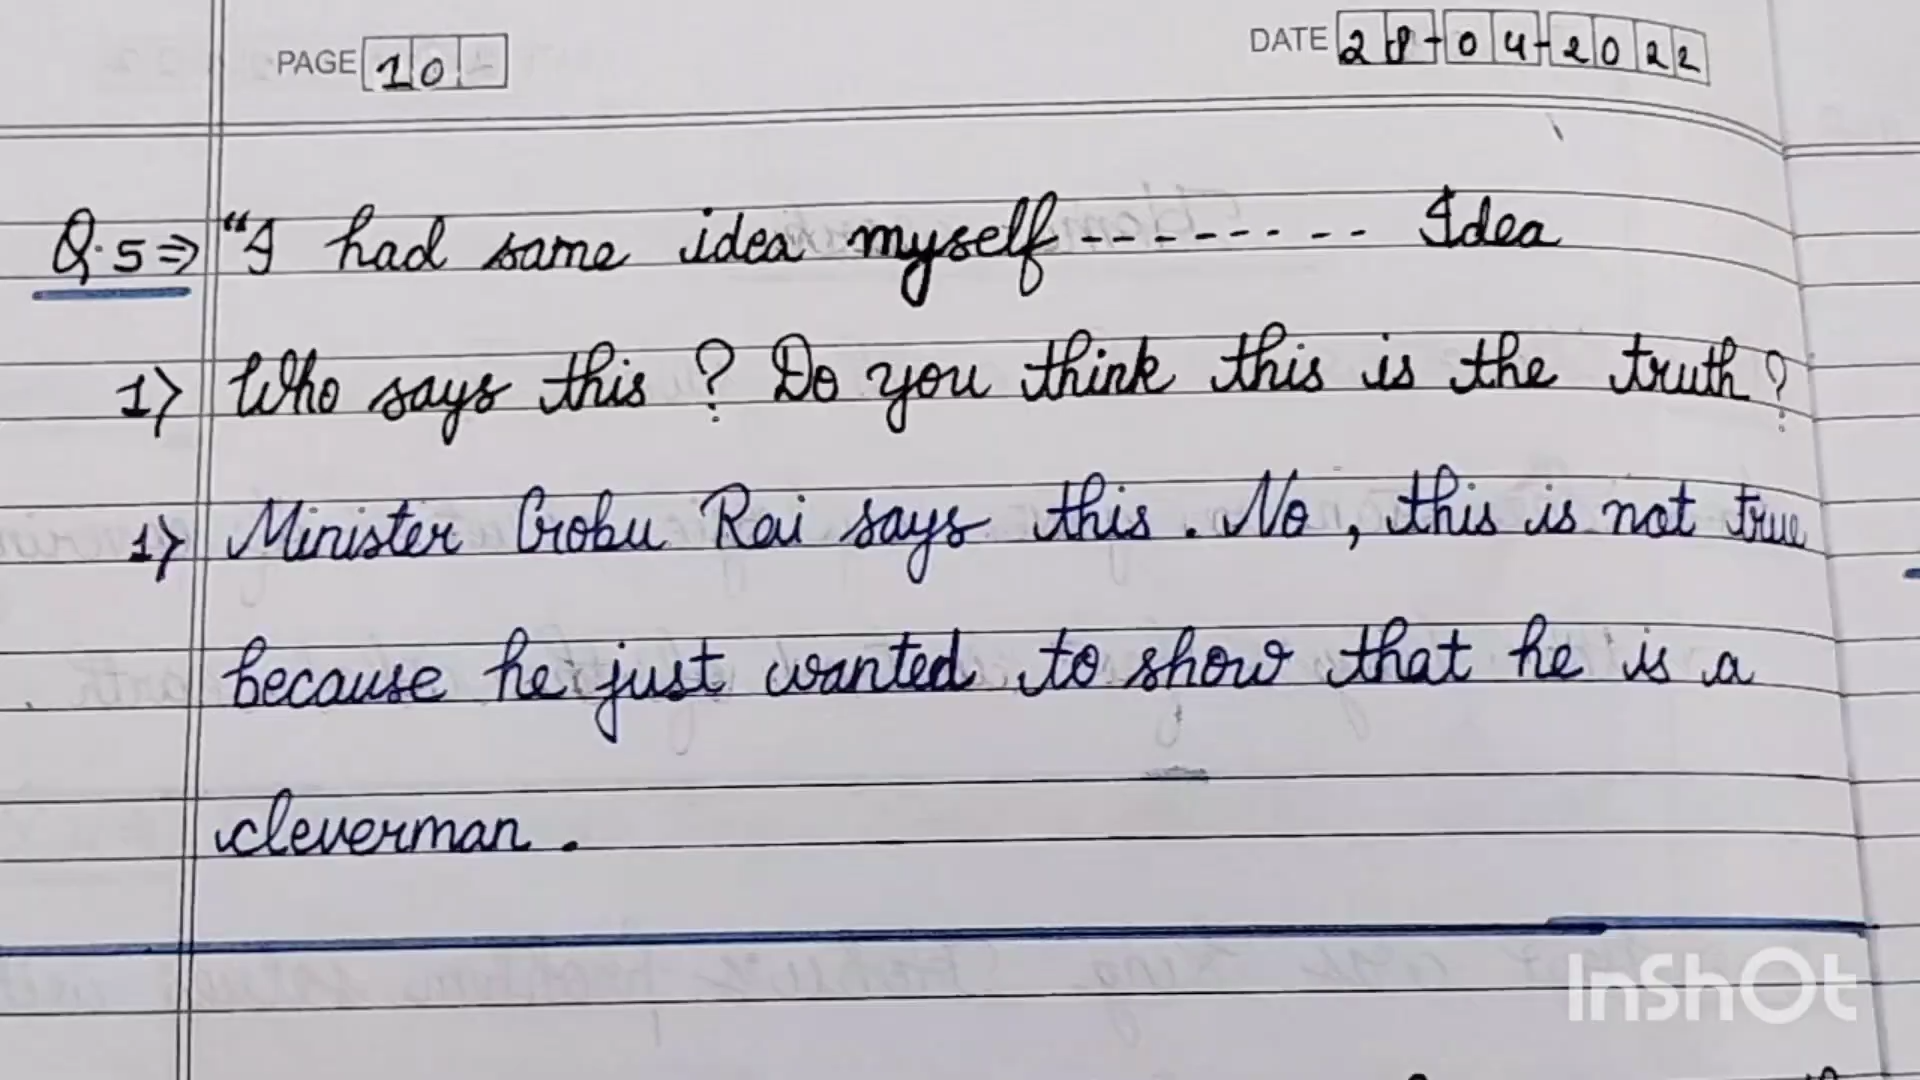 PAGE 10
DATE 28-04-2022
Q.5⇒ "I had same idea myself--------- Idea
1> Who says this? Do you think this is the truth?
1> Minister Gobu Rai says this. No, this is not true
because he just wanted to show that he is a
cleverman.
InShOt